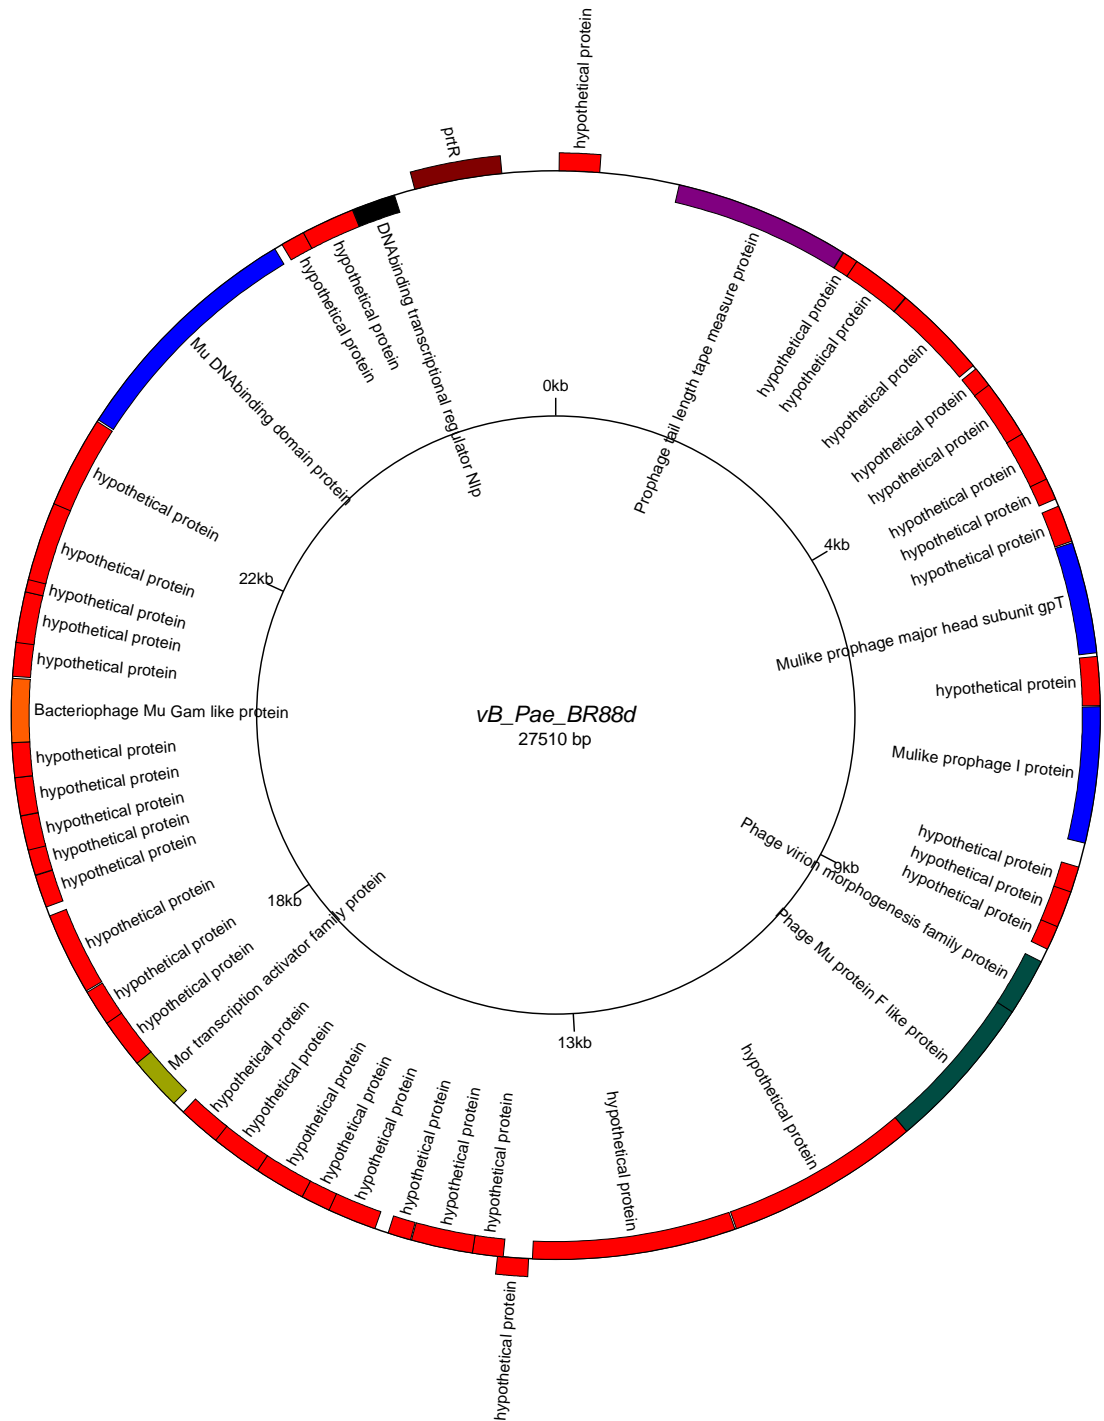 hypothetical protein
Prophage tail length tape measure protein
hypothetical protein
hypothetical protein
hypothetical protein
hypothetical protein
hypothetical protein
hypothetical protein
hypothetical protein
hypothetical protein
Mulike prophage major head subunit gpT
hypothetical protein
Mulike prophage I protein
hypothetical protein
hypothetical protein
hypothetical protein
Phage virion morphogenesis family protein
Phage Mu protein F like protein
hypothetical protein
hypothetical protein
hypothetical protein
hypothetical protein
hypothetical protein
hypothetical protein
hypothetical protein
hypothetical protein
hypothetical protein
hypothetical protein
hypothetical protein
Mor transcription activator family protein
hypothetical protein
hypothetical protein
hypothetical protein
hypothetical protein
hypothetical protein
hypothetical protein
hypothetical protein
hypothetical protein
Bacteriophage Mu Gam like protein
hypothetical protein
hypothetical protein
hypothetical protein
hypothetical protein
hypothetical protein
Mu DNAbinding domain protein
hypothetical protein
hypothetical protein
DNAbinding transcriptional regulator Nlp
prtR
0kb
4kb
9kb
13kb
18kb
22kb
vB_Pae_BR88d
27510 bp